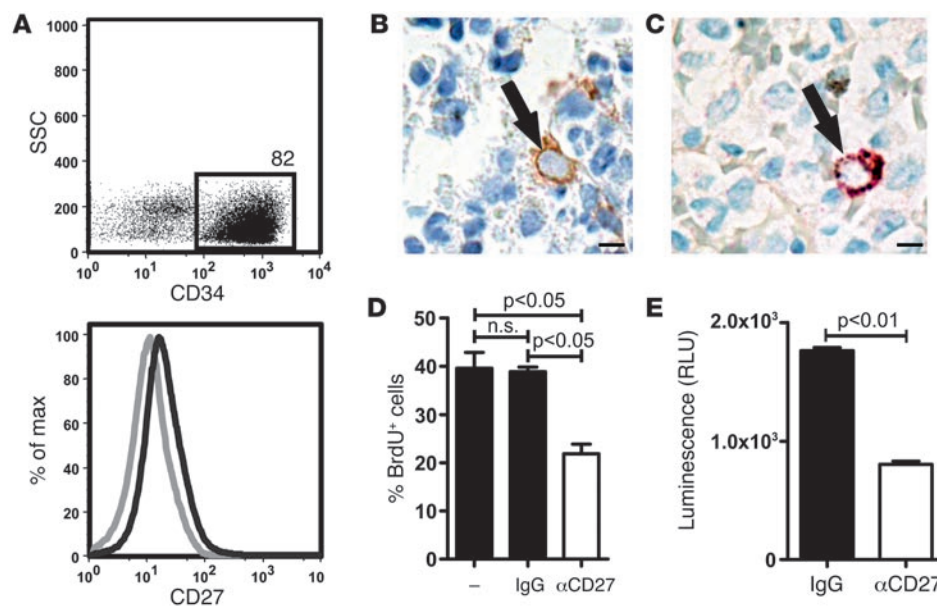 A
1000
800
600
400
200
0
SSC
82
10⁰ 10¹ 10² 10³ 10⁴
CD34
100
80
60
40
20
0
% of max
10⁰ 10¹ 10² 10³ 10
CD27
B
C
D
p<0.05
n.s. p<0.05
50
40
30
20
10
0
% BrdU⁺ cells
– IgG αCD27
E
p<0.01
2.0x10³
1.0x10³
0
Luminescence (RLU)
IgG αCD27